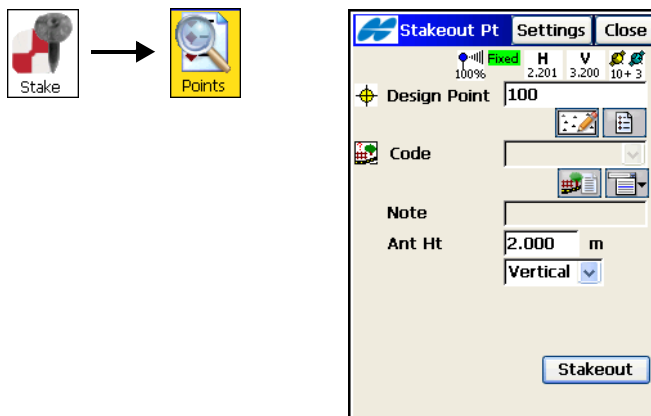 Stake
Points
Stakeout Pt Settings Close
Fixed H V
100% 2.201 3.200 10+3
Design Point 100
Code
Note
Ant Ht 2.000 m
Vertical
Stakeout